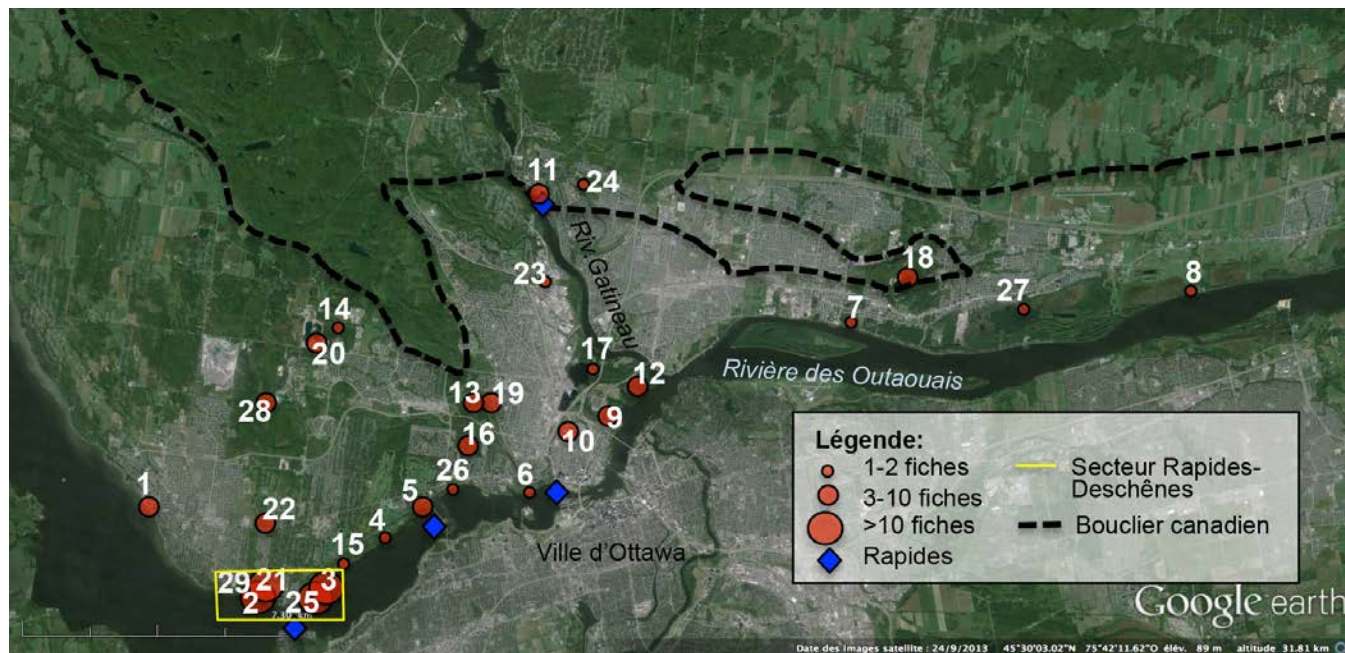 11
24
Riv.Gatineau
23
18
8
27
7
14
20
17
12
Rivière des Outaouais
13
19
28
9
10
16
26
6
1
5
22
4
15
Ville d'Ottawa
29
21
3
2
25
Légende:
1-2 fiches
3-10 fiches
>10 fiches
Rapides
Secteur Rapides-
Deschênes
Bouclier canadien
Google earth
Date des images satellite : 24/9/2013 45°30'03.02"N 75°42'11.62"O élév. 89 m altitude 31.81 km